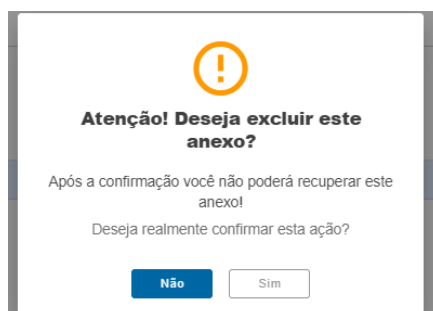 Atenção! Deseja excluir este
anexo?
Após a confirmação você não poderá recuperar este
anexo!
Deseja realmente confirmar esta ação?
Não
Sim